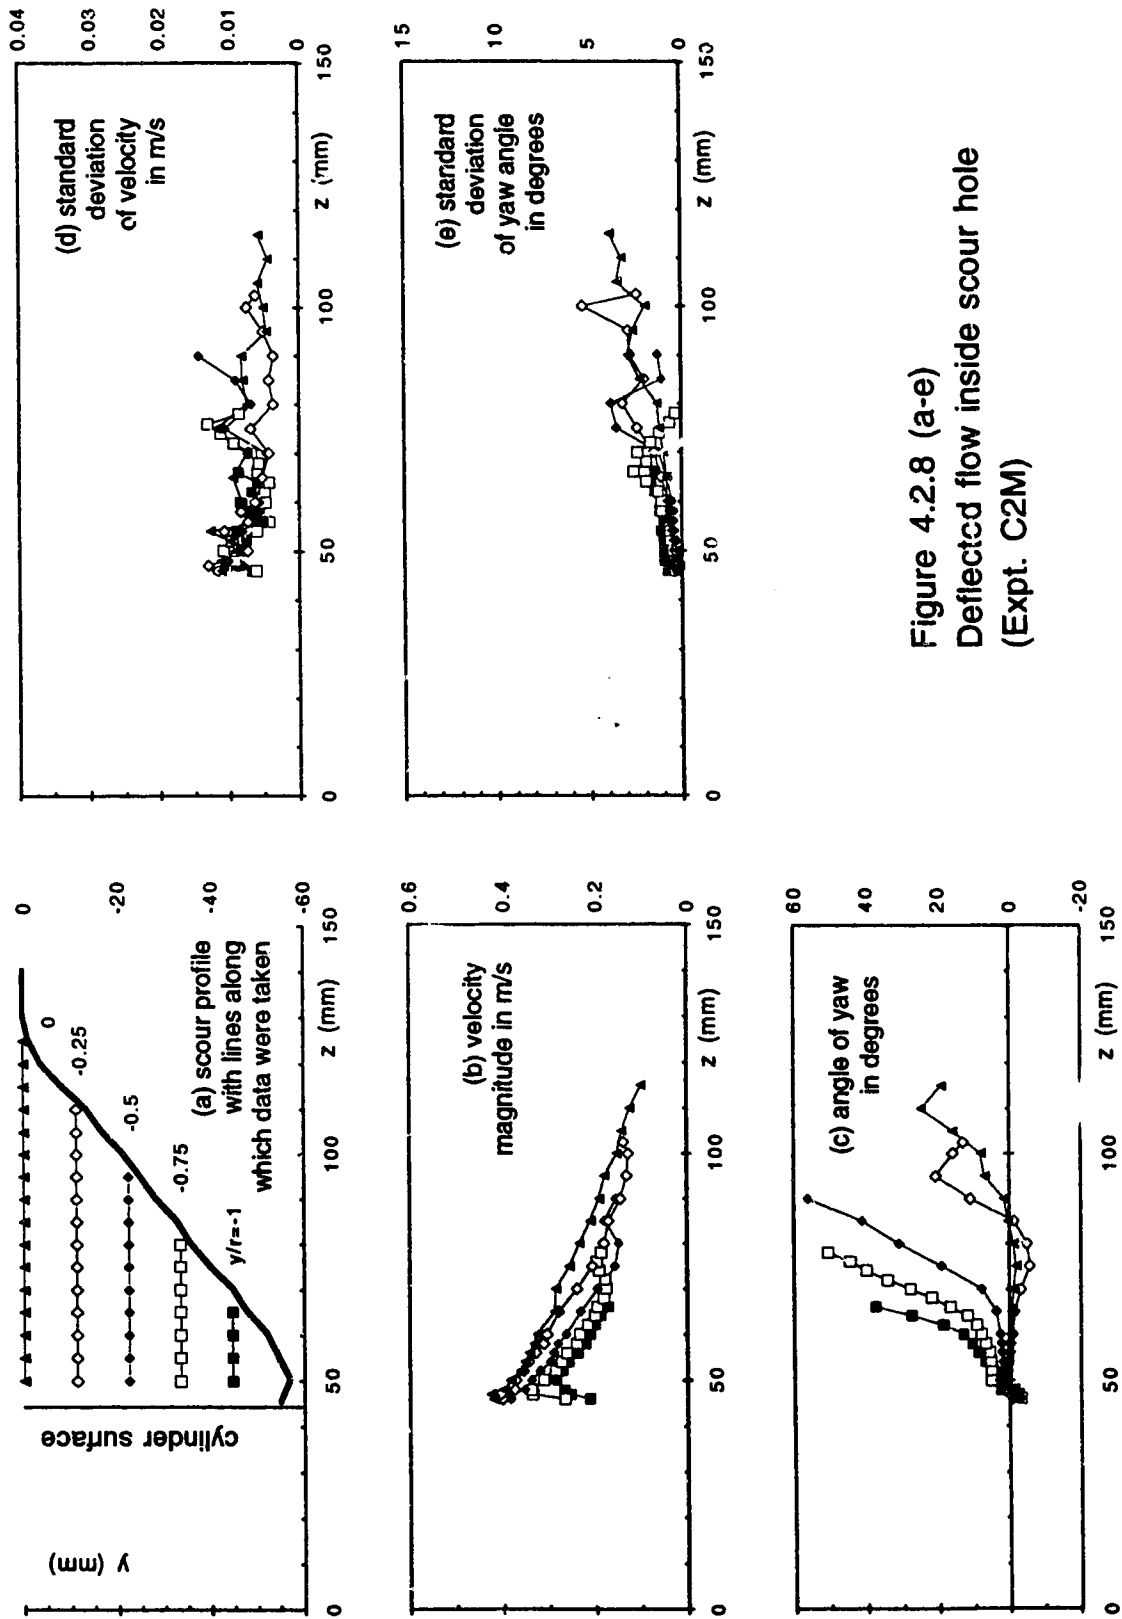 0
-20
-40
-60
y (mm)
cylinder surface
0
-0.25
-0.5
-0.75
y/r=-1
(a) scour profile
with lines along
which data were taken
0
50
100
z (mm)
150
0.6
0.4
0.2
0
(b) velocity
magnitude in m/s
0
50
100
z (mm)
150
60
40
20
0
-20
(c) angle of yaw
in degrees
0
50
100
z (mm)
150
0.04
0.03
0.02
0.01
0
(d) standard
deviation
of velocity
in m/s
0
50
100
z (mm)
150
15
10
5
0
(e) standard
deviation
of yaw angle
in degrees
0
50
100
z (mm)
150
Figure 4.2.8 (a-e)
Deflected flow inside scour hole
(Expt. C2M)